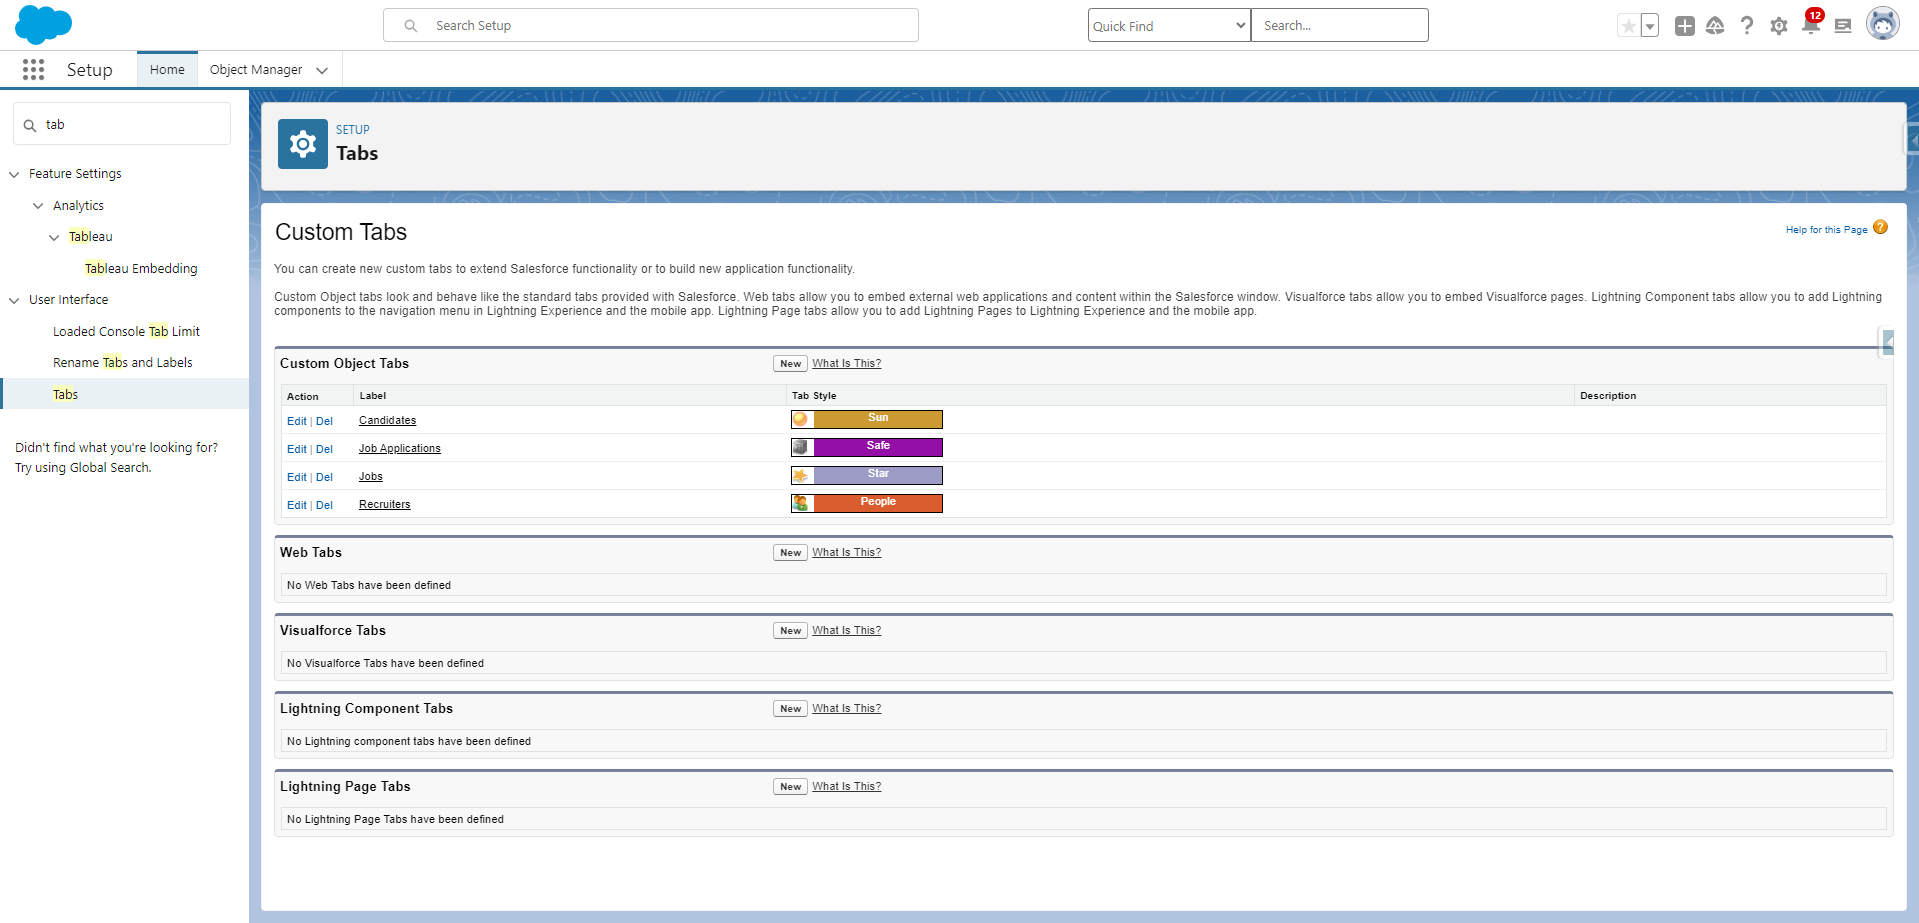 Search Setup
Quick Find
Search...
12
Setup
Home
Object Manager
tab
Feature Settings
Analytics
Tableau
Tableau Embedding
User Interface
Loaded Console Tab Limit
Rename Tabs and Labels
Tabs
Didn't find what you're looking for?
Try using Global Search.
SETUP
Tabs
Custom Tabs
Help for this Page ?
You can create new custom tabs to extend Salesforce functionality or to build new application functionality.
Custom Object tabs look and behave like the standard tabs provided with Salesforce. Web tabs allow you to embed external web applications and content within the Salesforce window. Visualforce tabs allow you to embed Visualforce pages. Lightning Component tabs allow you to add Lightning
components to the navigation menu in Lightning Experience and the mobile app. Lightning Page tabs allow you to add Lightning Pages to Lightning Experience and the mobile app.
Custom Object Tabs New What Is This?
Action Label Tab Style Description
Edit | Del Candidates Sun
Edit | Del Job Applications Safe
Edit | Del Jobs Star
Edit | Del Recruiters People
Web Tabs New What Is This?
No Web Tabs have been defined
Visualforce Tabs New What Is This?
No Visualforce Tabs have been defined
Lightning Component Tabs New What Is This?
No Lightning component tabs have been defined
Lightning Page Tabs New What Is This?
No Lightning Page Tabs have been defined